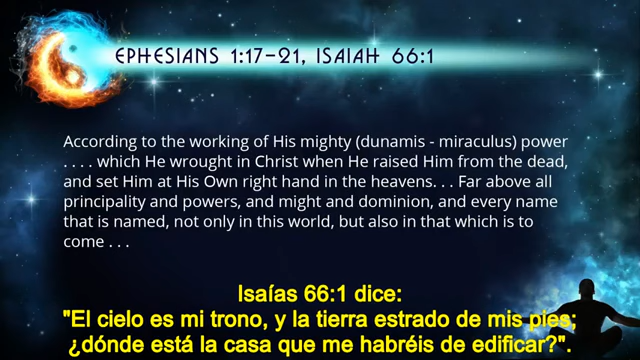 EPHESIANS 1:17-21, ISAIAH 66:1
According to the working of His mighty (dunamis - miraculus) power
. . . . which He wrought in Christ when He raised Him from the dead,
and set Him at His Own right hand in the heavens. . . Far above all
principality and powers, and might and dominion, and every name
that is named, not only in this world, but also in that which is to
come . . .
Isaías 66:1 dice:
"El cielo es mi trono, y la tierra estrado de mis pies;
¿dónde está la casa que me habréis de edificar?".